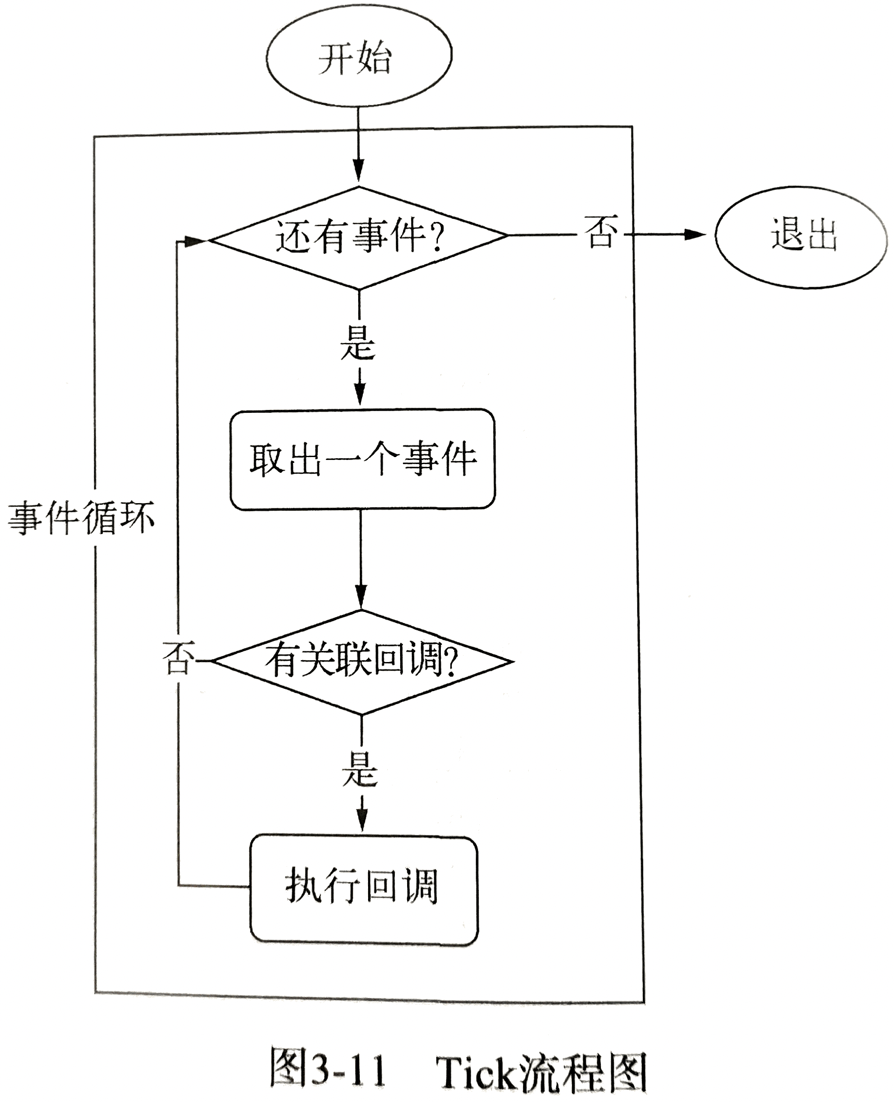 开始
还有事件?
否
退出
是
取出一个事件
事件循环
有关联回调?
否
是
执行回调
图3-11 Tick流程图